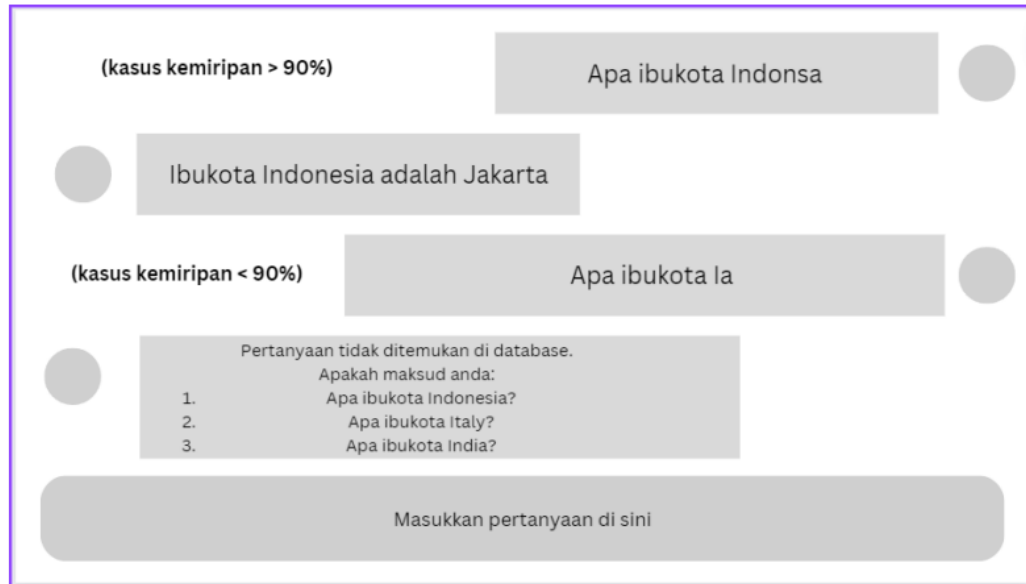 (kasus kemiripan > 90%)
Apa ibukota Indonsa
Ibukota Indonesia adalah Jakarta
(kasus kemiripan < 90%)
Apa ibukota Ia
Pertanyaan tidak ditemukan di database.
Apakah maksud anda:
1. Apa ibukota Indonesia?
2. Apa ibukota Italy?
3. Apa ibukota India?
Masukkan pertanyaan di sini